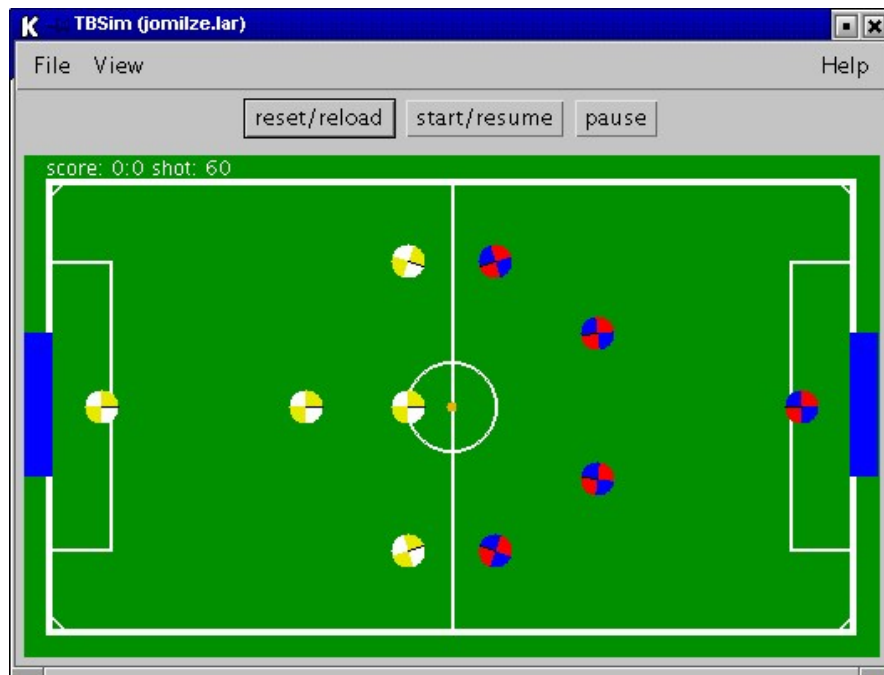 TBSim (jomilze.lar)
File View Help
reset/reload start/resume pause
score: 0:0 shot: 60